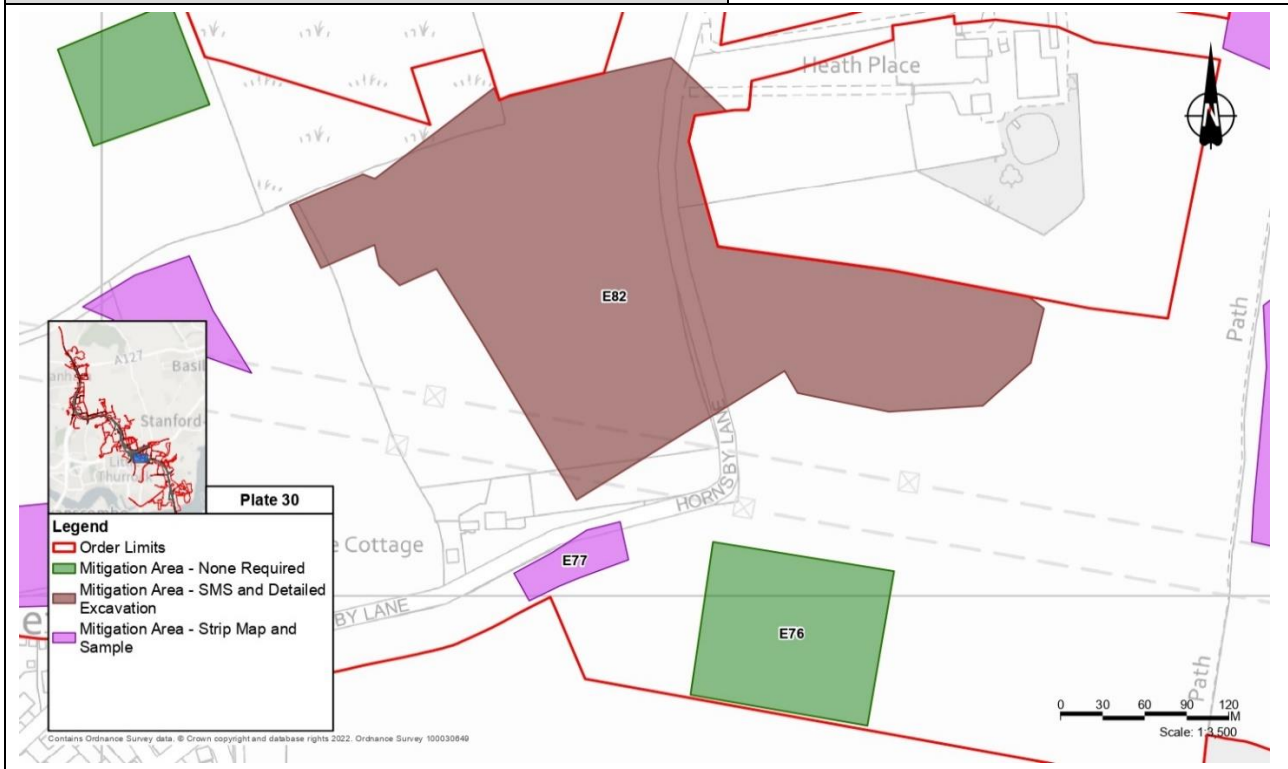 Heath Place
N
E82
Path
HORNSBY LANE
A127
Basil
Stanford-
Plate 30
Legend
Order Limits
Mitigation Area - None Required
Mitigation Area - SMS and Detailed
Excavation
Mitigation Area - Strip Map and
Sample
e Cottage
E77
HORNSBY LANE
BY LANE
E76
Path
0 30 60 90 120
M
Scale: 1:3,500
Contains Ordnance Survey data. © Crown copyright and database rights 2022. Ordnance Survey 100030649